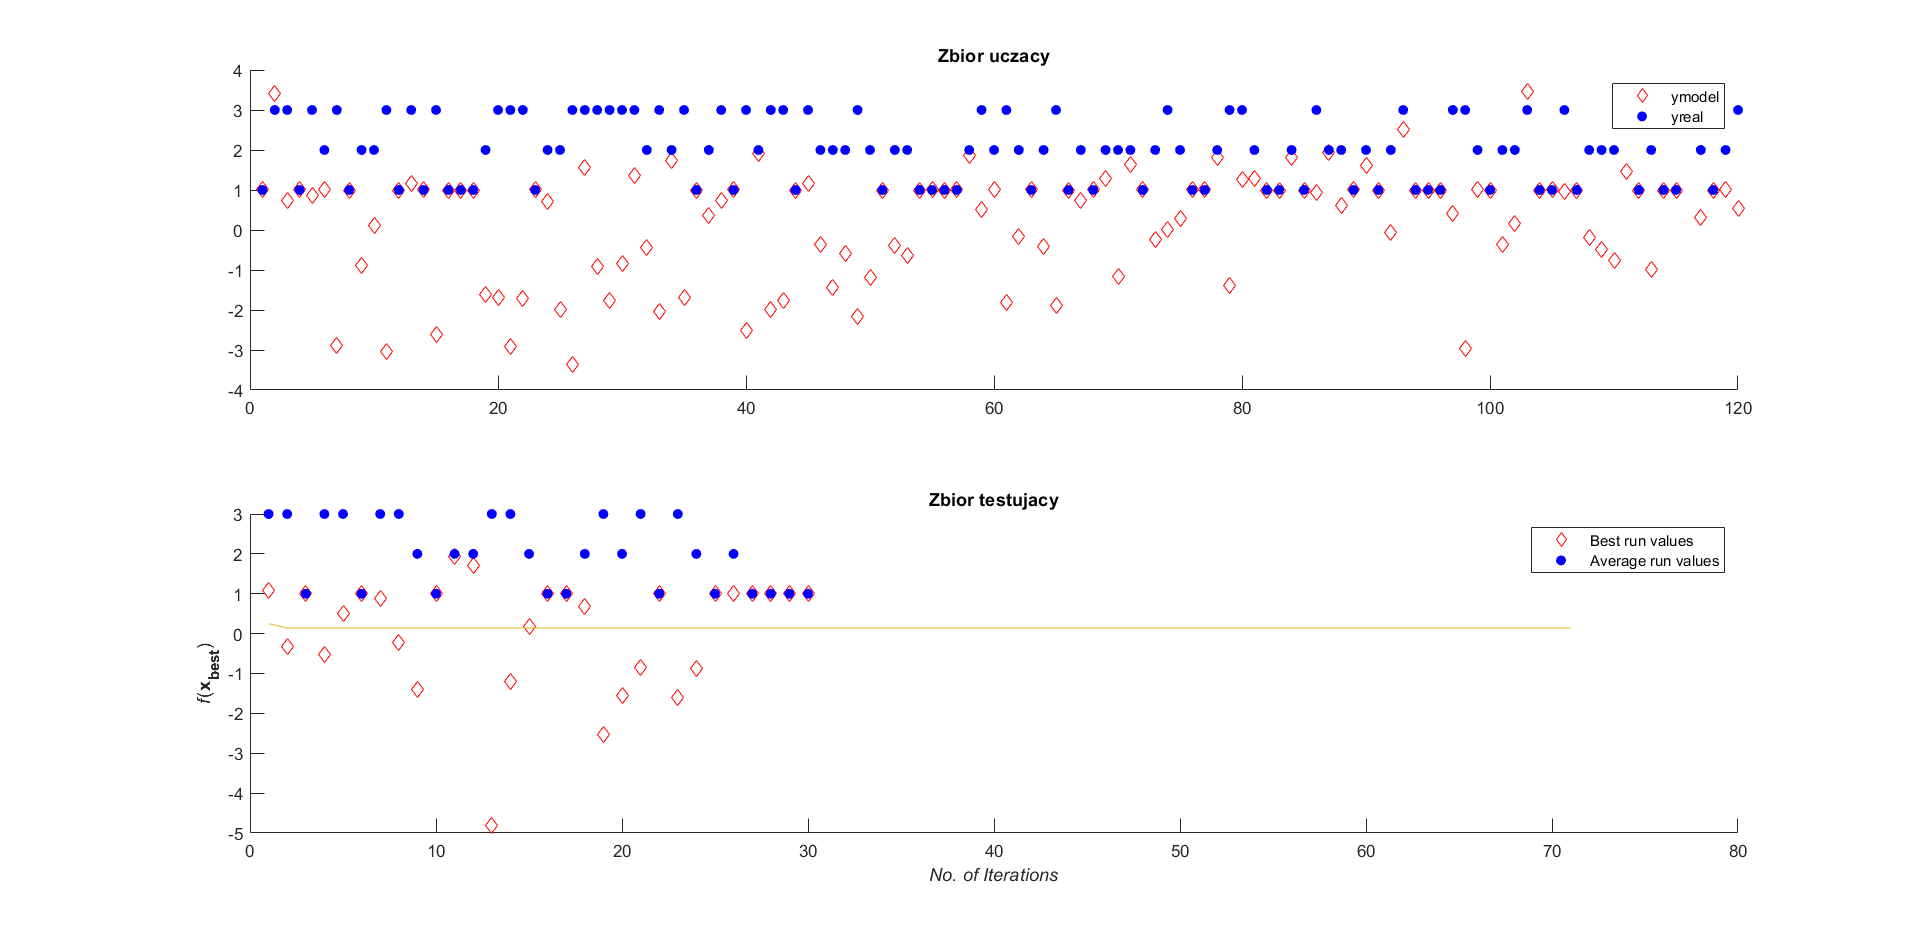 Zbior uczacy
4
3
2
1
0
-1
-2
-3
-4
0 20 40 60 80 100 120
ymodel
yreal
Zbior testujacy
3
2
1
0
-1
-2
-3
-4
-5
0 10 20 30 40 50 60 70 80
f(x_best)
No. of Iterations
Best run values
Average run values